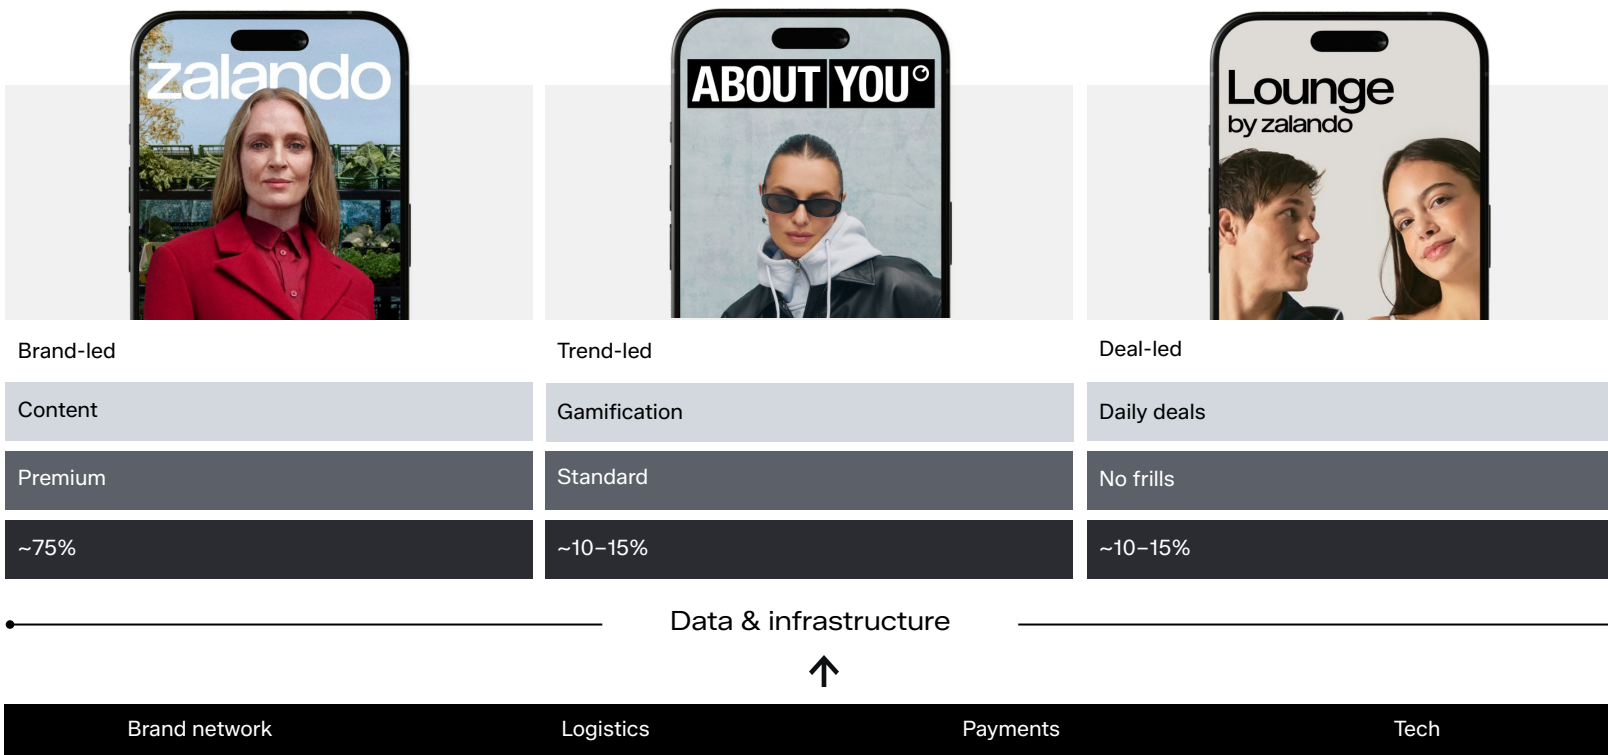 zalando
ABOUT YOU°
Lounge
by zalando
Brand-led
Trend-led
Deal-led
Content
Gamification
Daily deals
Premium
Standard
No frills
~75%
~10–15%
~10–15%
Data & infrastructure
Brand network
Logistics
Payments
Tech